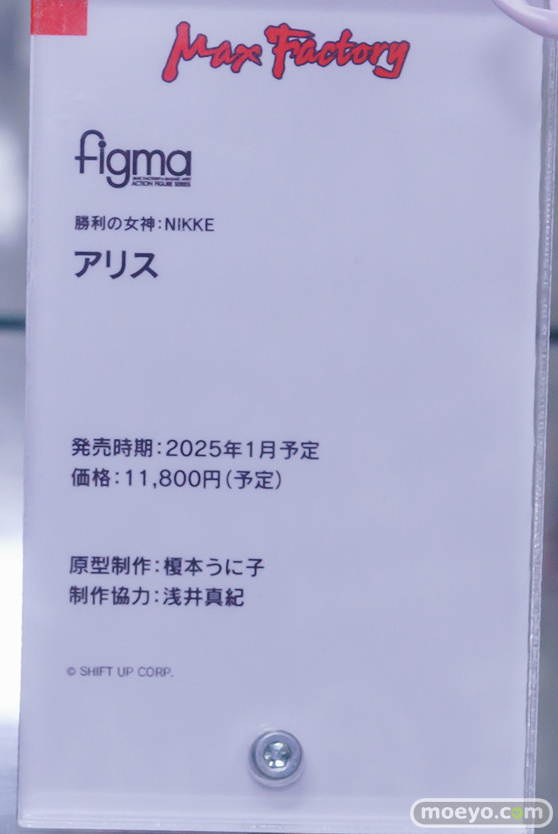 Max Factory
figma
MAX FACTORY & MASAKI APSY
ACTION FIGURE SERIES
勝利の女神:NIKKE
アリス
発売時期:2025年1月予定
価格:11,800円(予定)
原型制作:榎本うに子
制作協力:浅井真紀
© SHIFT UP CORP.
moeyo.com